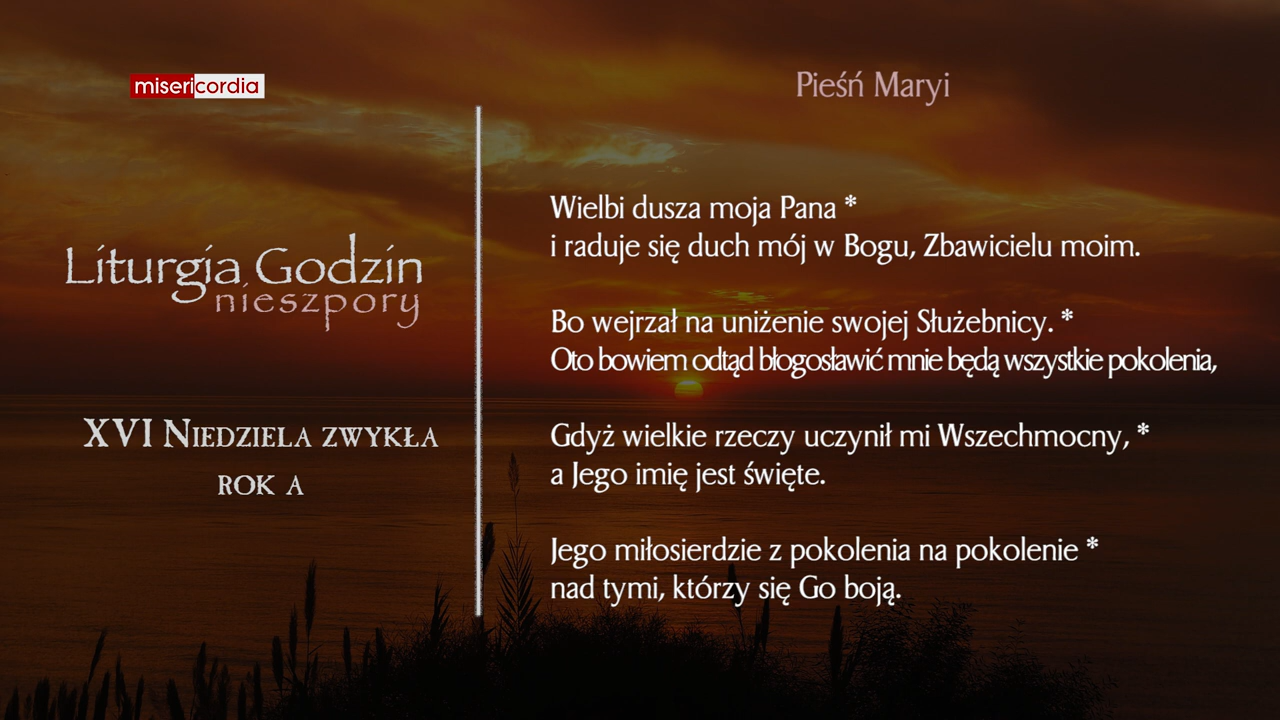 misericordia
Liturgia Godzin
nieszpory
XVI Niedziela zwykła
rok A
Pieśń Maryi
Wielbi dusza moja Pana *
i raduje się duch mój w Bogu, Zbawicielu moim.
Bo wejrzał na uniżenie swojej Służebnicy. *
Oto bowiem odtąd błogosławić mnie będą wszystkie pokolenia,
Gdyż wielkie rzeczy uczynił mi Wszechmocny, *
a Jego imię jest święte.
Jego miłosierdzie z pokolenia na pokolenie *
nad tymi, którzy się Go boją.